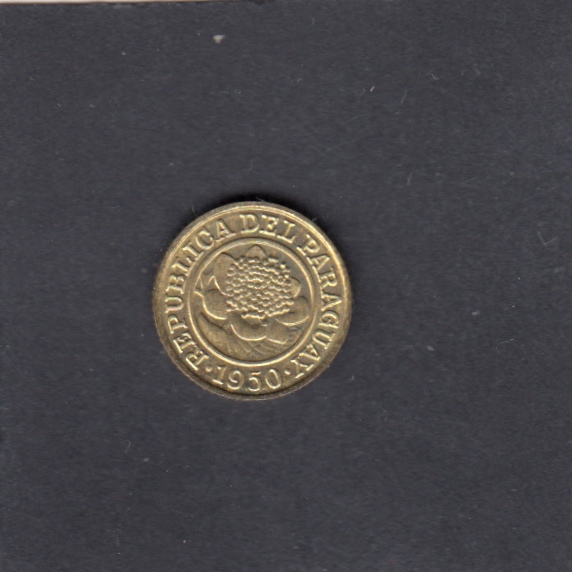 REPUBLICA DEL PARAGUAY
· 1950 ·